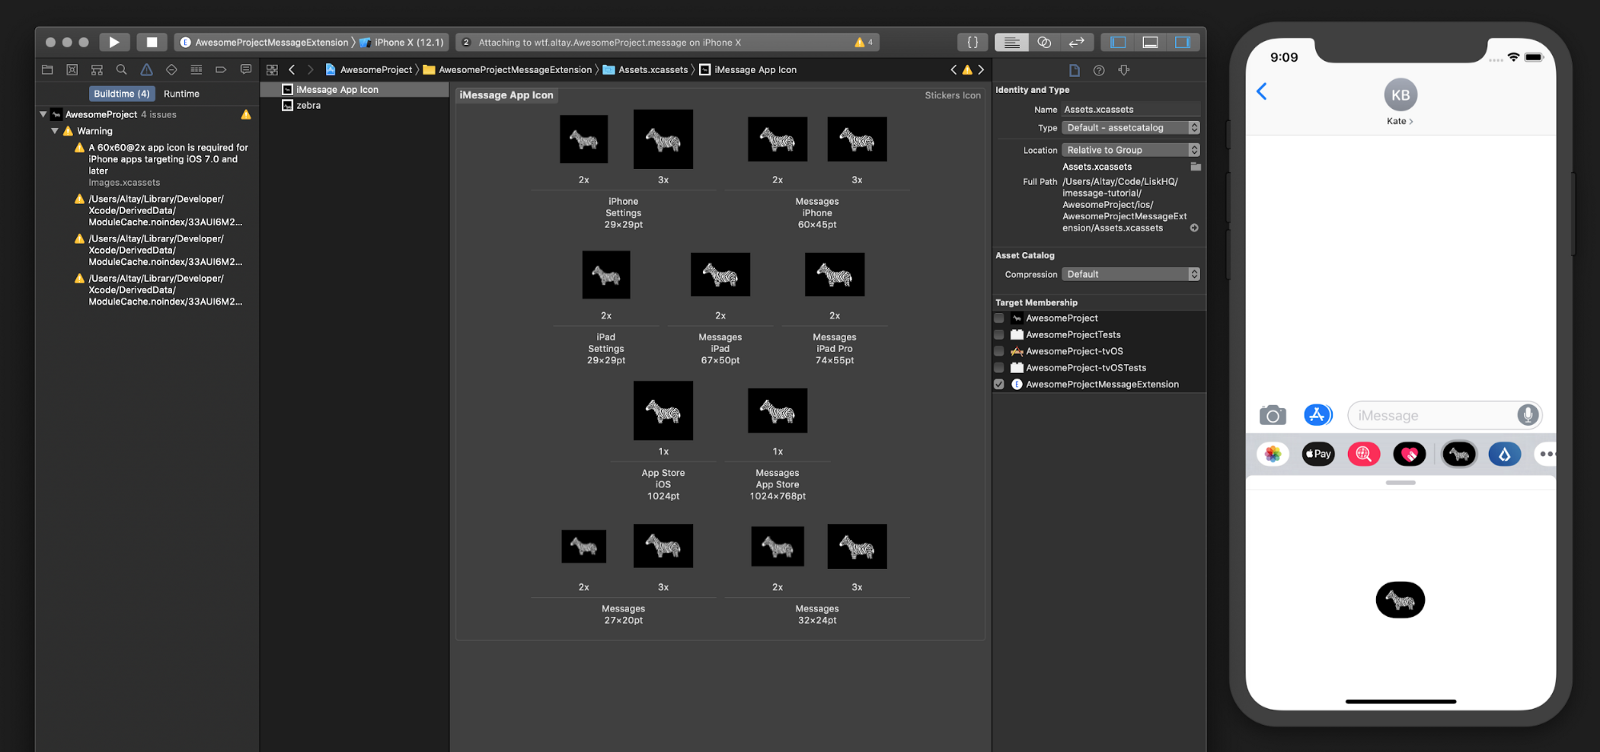 AwesomeProjectMessageExtension
iPhone X (12.1)
2
Attaching to wtf.altay.AwesomeProject.message on iPhone X
4
{}
AwesomeProject
AwesomeProjectMessageExtension
Assets.xcassets
iMessage App Icon
Buildtime (4)
Runtime
AwesomeProject 4 issues
Warning
A 60x60@2x app icon is required for
iPhone apps targeting iOS 7.0 and
later
Images.xcassets
/Users/Altay/Library/Developer/
Xcode/DerivedData/
ModuleCache.noindex/33AUI6M2...
/Users/Altay/Library/Developer/
Xcode/DerivedData/
ModuleCache.noindex/33AUI6M2...
/Users/Altay/Library/Developer/
Xcode/DerivedData/
ModuleCache.noindex/33AUI6M2...
iMessage App Icon
zebra
iMessage App Icon
Stickers Icon
2x
3x
iPhone
Settings
29×29pt
2x
3x
Messages
iPhone
60×45pt
2x
iPad
Settings
29×29pt
2x
Messages
iPad
67×50pt
2x
Messages
iPad Pro
74×55pt
1x
App Store
iOS
1024pt
1x
Messages
App Store
1024×768pt
2x
3x
Messages
27×20pt
2x
3x
Messages
32×24pt
Identity and Type
Name Assets.xcassets
Type Default - assetcatalog
Location Relative to Group
Assets.xcassets
Full Path /Users/Altay/Code/LiskHQ/
imessage-tutorial/
AwesomeProject/ios/
AwesomeProjectMessageExt
ension/Assets.xcassets
Asset Catalog
Compression Default
Target Membership
AwesomeProject
AwesomeProjectTests
AwesomeProject-tvOS
AwesomeProject-tvOSTests
AwesomeProjectMessageExtension
9:09
KB
Kate
iMessage
Pay